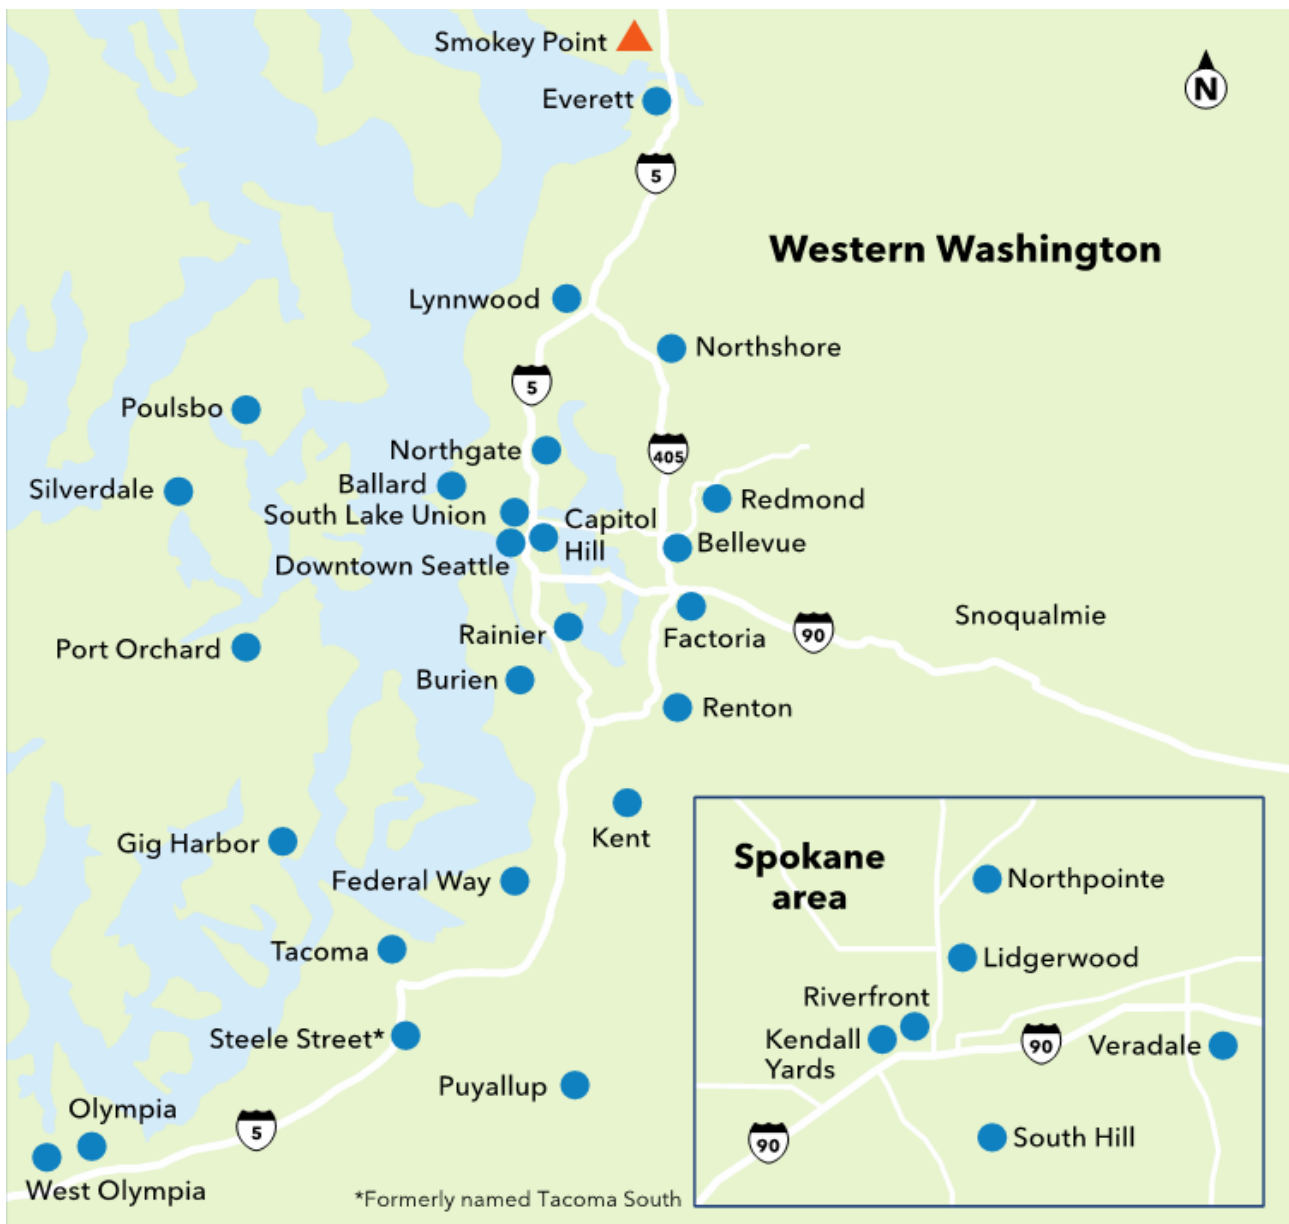 Smokey Point
N
Everett
5
Western Washington
Lynnwood
Northshore
5
Poulsbo
Northgate
405
Ballard
Silverdale
Redmond
South Lake Union
Capitol
Hill
Bellevue
Downtown Seattle
Snoqualmie
Rainier
Factoria
90
Port Orchard
Burien
Renton
Kent
Gig Harbor
Federal Way
Tacoma
Steele Street*
Puyallup
Olympia
5
West Olympia
*Formerly named Tacoma South
Spokane
area
Northpointe
Lidgerwood
Riverfront
Kendall
Yards
90
Veradale
90
South Hill